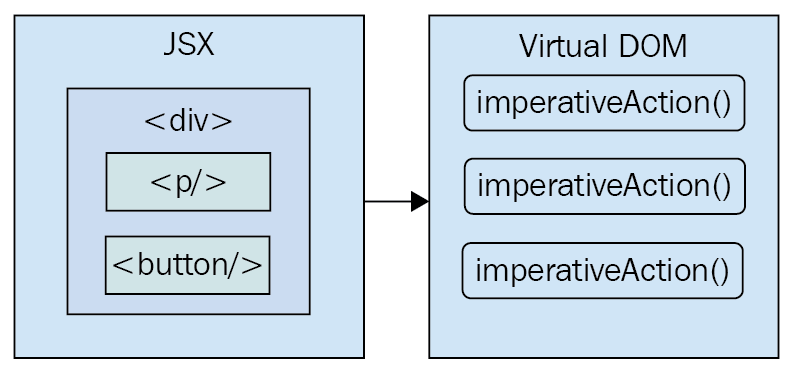 JSX
<div>
<p/>
<button/>
Virtual DOM
imperativeAction()
imperativeAction()
imperativeAction()